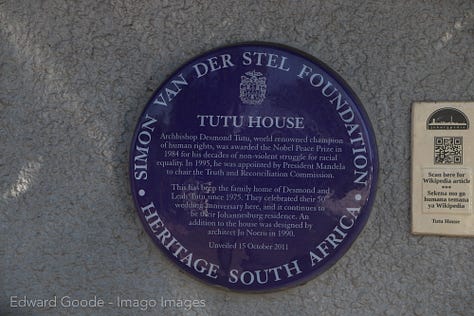 SIMON VAN DER STEL FOUNDATION
TUTU HOUSE
Archbishop Desmond Tutu, world renowned champion
of human rights, was awarded the Nobel Peace Prize in
1984 for his decades of non-violent struggle for racial
equality. In 1995, he was appointed by President Mandela
to chair the Truth and Reconciliation Commission.
This has been the family home of Desmond and
Leah Tutu since 1975. They celebrated their 50
wedding anniversary here, and it continues to
be their Johannesburg residence. An
addition to the house was designed by
architect Jo Noero in 1990.
Unveiled 15 October 2011
• HERITAGE SOUTH AFRICA •
Scan here for
Wikipedia article
Sekena mo go
humana temana
ya Wikipedia
Tutu House
Edward Goode - Imago Images